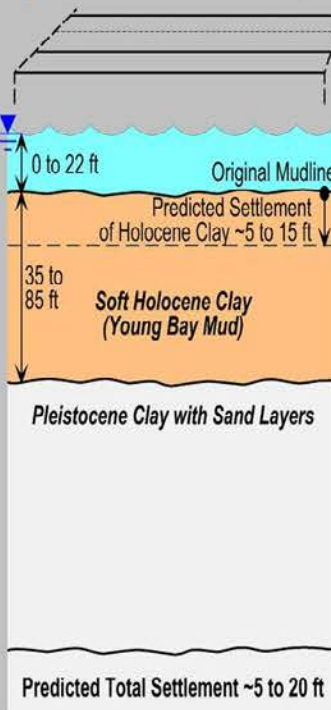 0 to 22 ft
Original Mudline
Predicted Settlement
of Holocene Clay ~5 to 15 ft
35 to
85 ft
Soft Holocene Clay
(Young Bay Mud)
Pleistocene Clay with Sand Layers
Predicted Total Settlement ~5 to 20 ft